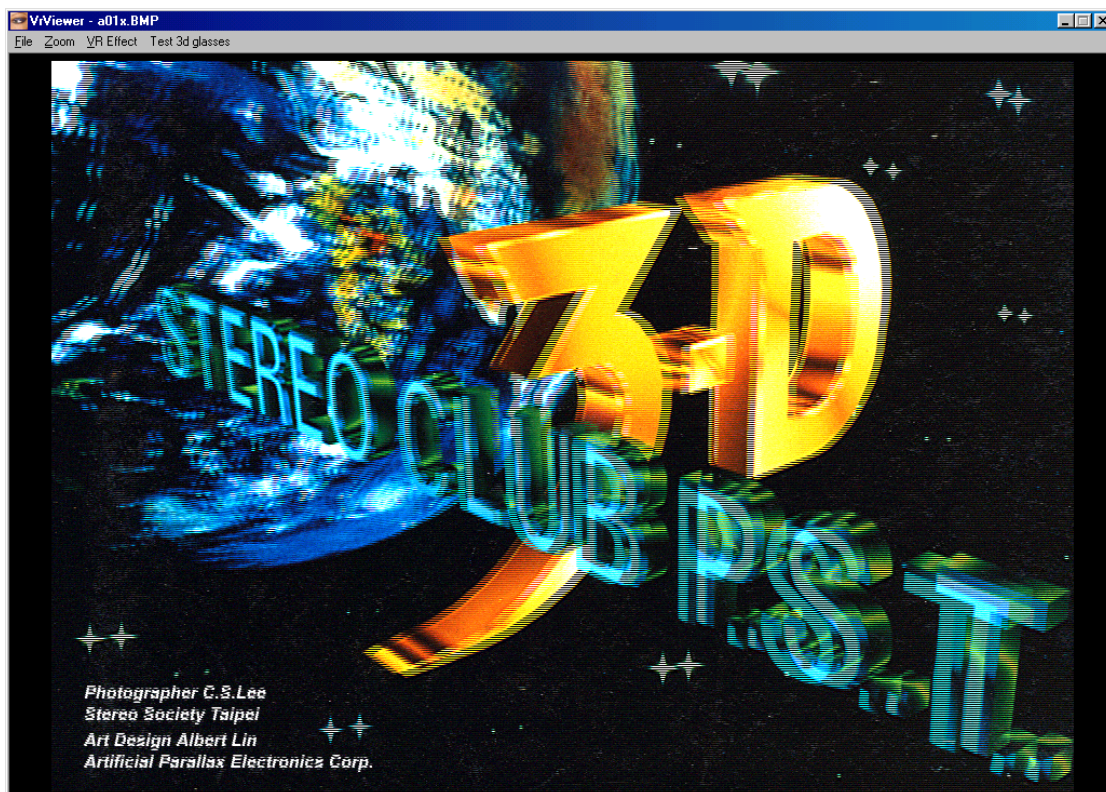 VrViewer - a01x.BMP
File Zoom VR Effect Test 3d glasses
3-D
STEREO CLUB P.S.T.
Photographer C.S.Lee
Stereo Society Taipei
Art Design Albert Lin
Artificial Parallax Electronics Corp.